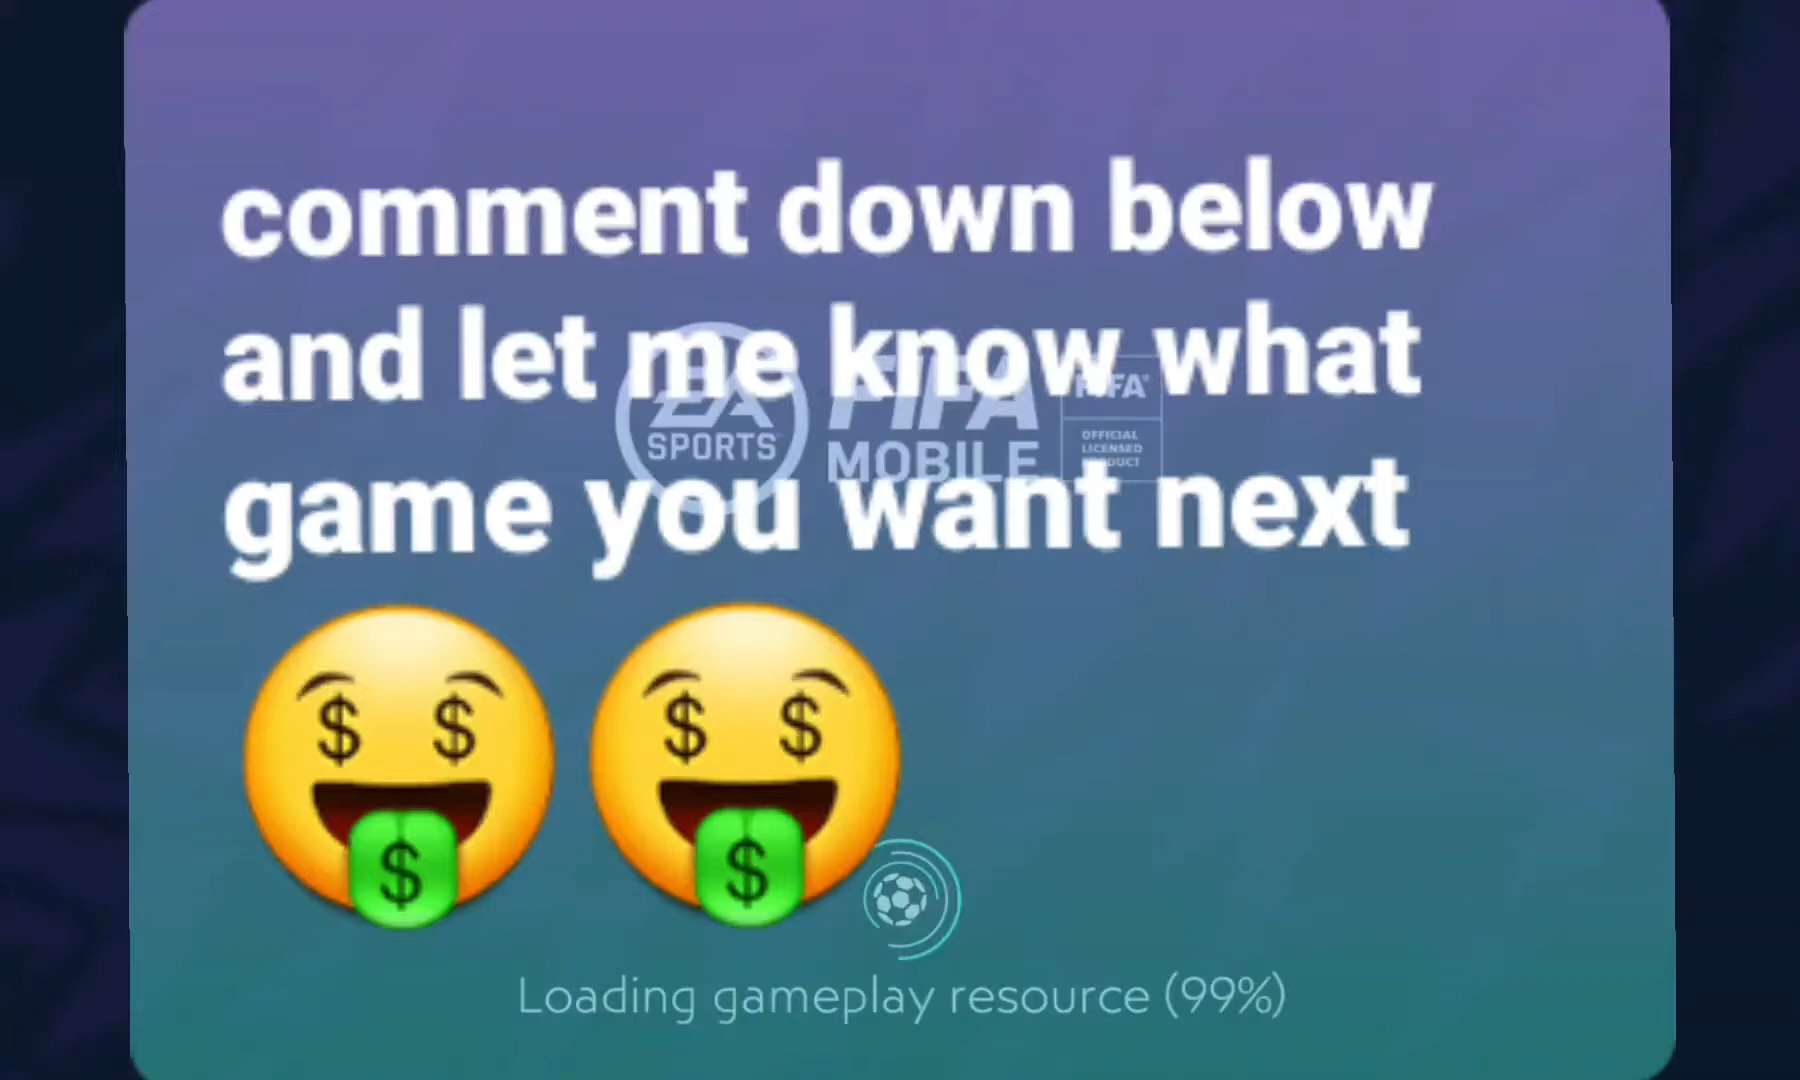 comment down below
and let me know what
game you want next
EA
SPORTS
FIFA
MOBILE
FIFA
OFFICIAL
LICENSED
Loading gameplay resource (99%)